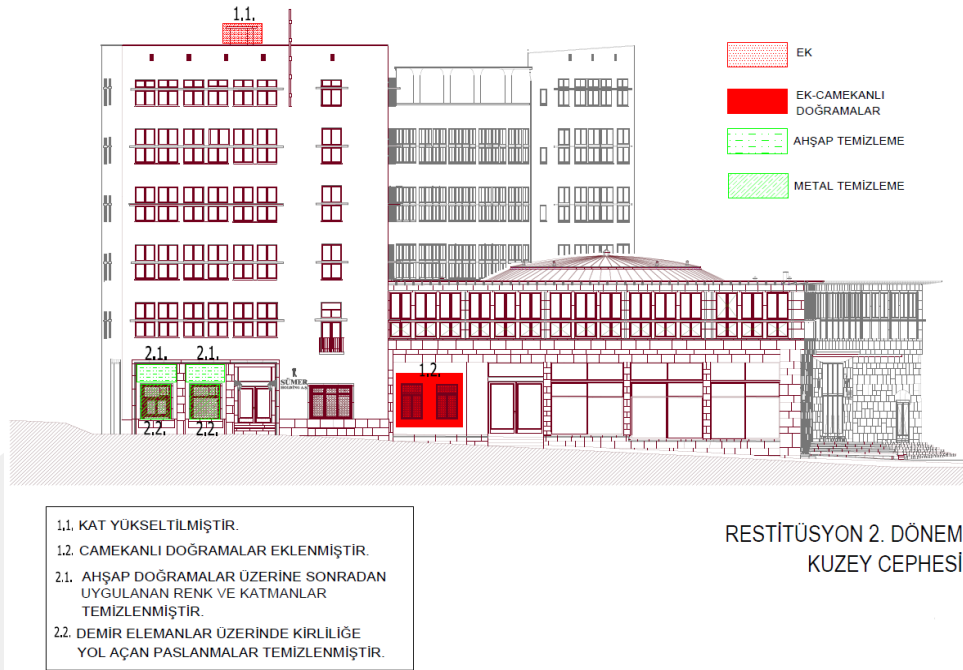 1.1.
EK
EK-CAMEKANLI
DOĞRAMALAR
AHŞAP TEMİZLEME
METAL TEMİZLEME
2.1. 2.1.
1.2.
SÜMER
HOLDİNG A.Ş.
2.2. 2.2.
1.1. KAT YÜKSELTİLMİŞTİR.
1.2. CAMEKANLI DOĞRAMALAR EKLENMİŞTİR.
2.1. AHŞAP DOĞRAMALAR ÜZERİNE SONRADAN
UYGULANAN RENK VE KATMANLAR
TEMİZLENMİŞTİR.
2.2. DEMİR ELEMANLAR ÜZERİNDE KİRLİLİĞE
YOL AÇAN PASLANMALAR TEMİZLENMİŞTİR.
RESTİTÜSYON 2. DÖNEM
KUZEY CEPHESİ